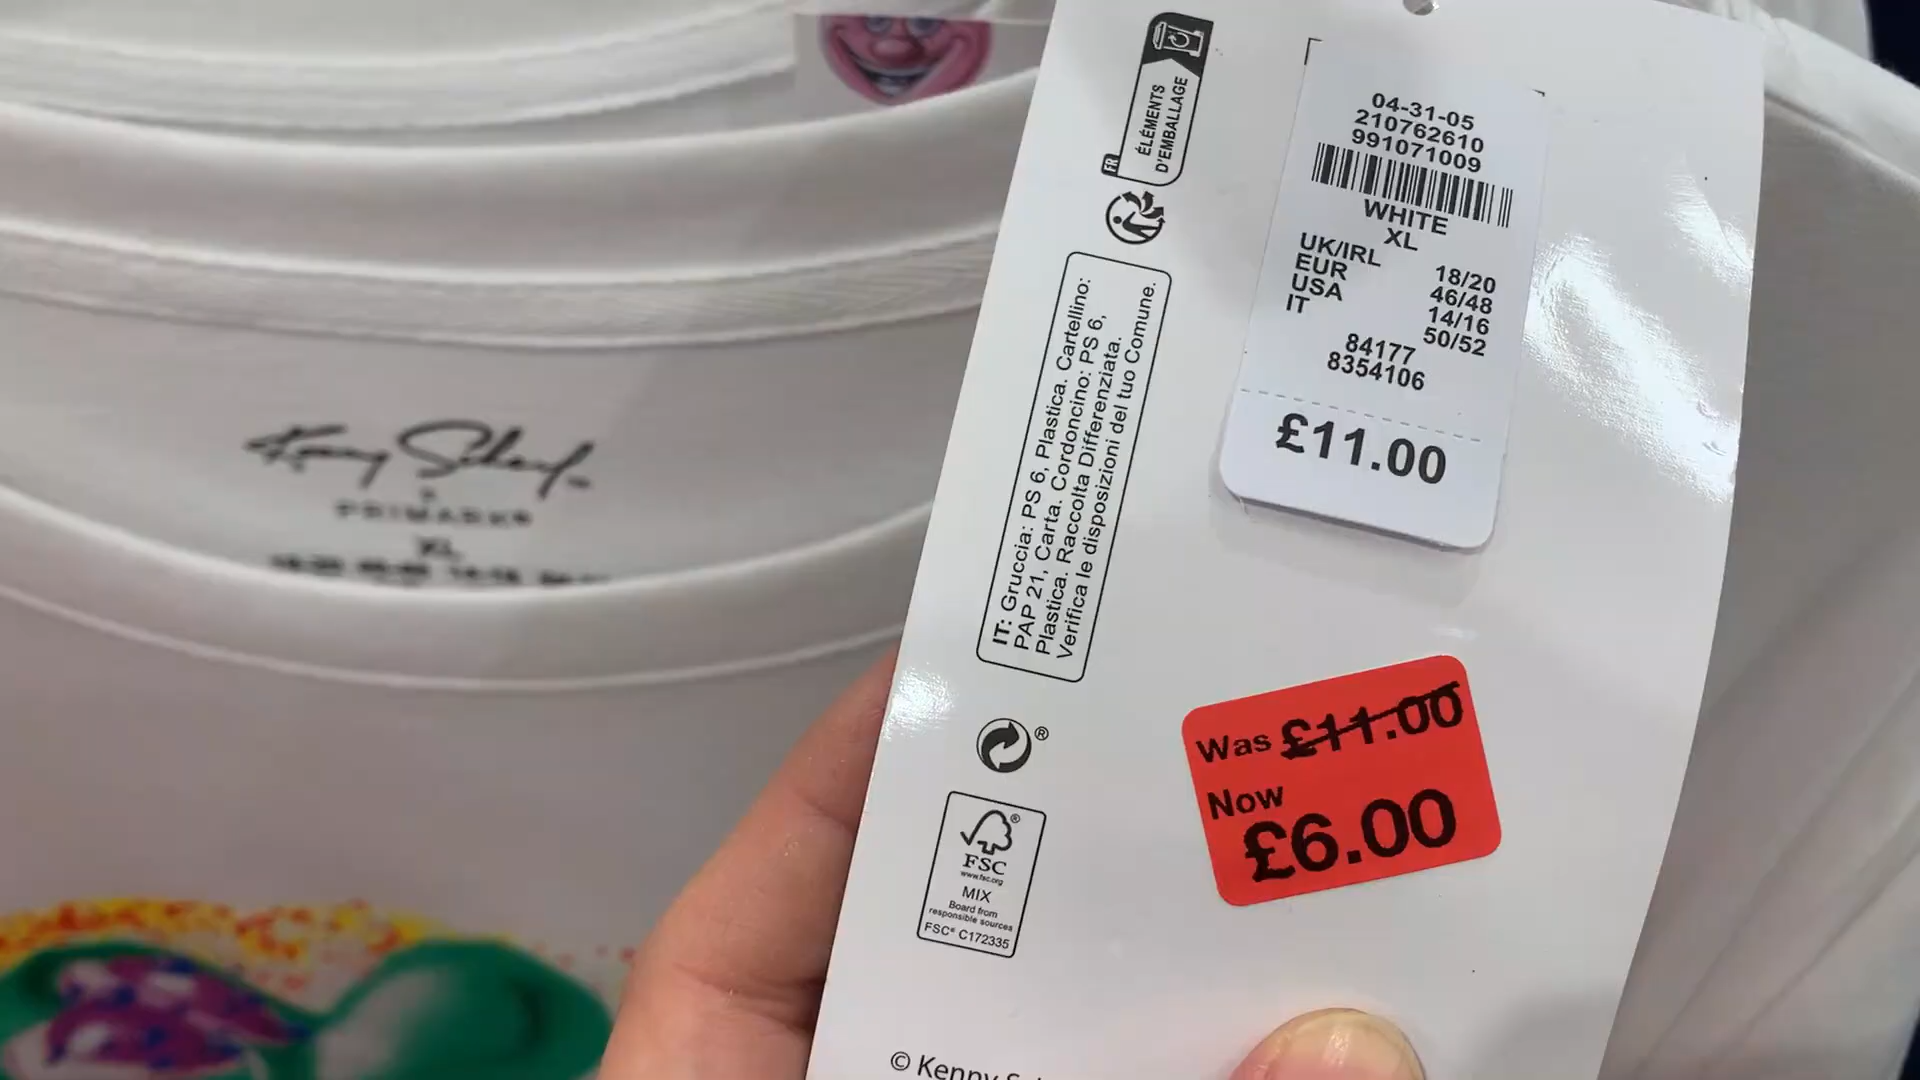 Kenny Scharf
PRIMARK
XL
ÉLÉMENTS
D'EMBALLAGE
FR
IT: Gruccia: PS 6, Plastica. Cartellino:
PAP 21, Carta. Cordoncino: PS 6,
Plastica. Raccolta Differenziata.
Verifica le disposizioni del tuo Comune.
®
FSC®
www.fsc.org
MIX
Board from
responsible sources
FSC® C172335
© Kenny
04-31-05
210762610
991071009
WHITE
XL
UK/IRL 18/20
EUR 46/48
USA 14/16
IT 50/52
84177
8354106
£11.00
Was £11.00
Now
£6.00